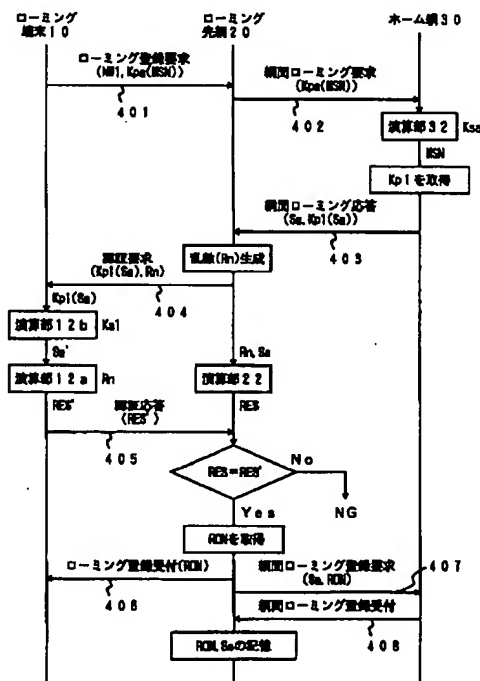 ローミング
端末10
ローミング
先網20
ホーム網30
ローミング登録要求
(NW1,Kpa(MSN))
401
網間ローミング要求
(Kpa(MSN))
402
演算部32
Ksa
MSN
Kp1を取得
網間ローミング応答
(Sa,Kp1(Sa))
403
乱数(Rn)生成
認証要求
(Kp1(Sa),Rn)
404
Kp1(Sa)
演算部12b
Ks1
Sa'
Rn,Sa
演算部12a
Rn
演算部22
RES'
RES
認証応答
(RES')
405
RES=RES'
No
NG
Yes
RONを取得
ローミング登録受付(RON)
406
網間ローミング登録要求
(Sa,RON)
407
網間ローミング登録受付
408
RON,Saの記憶